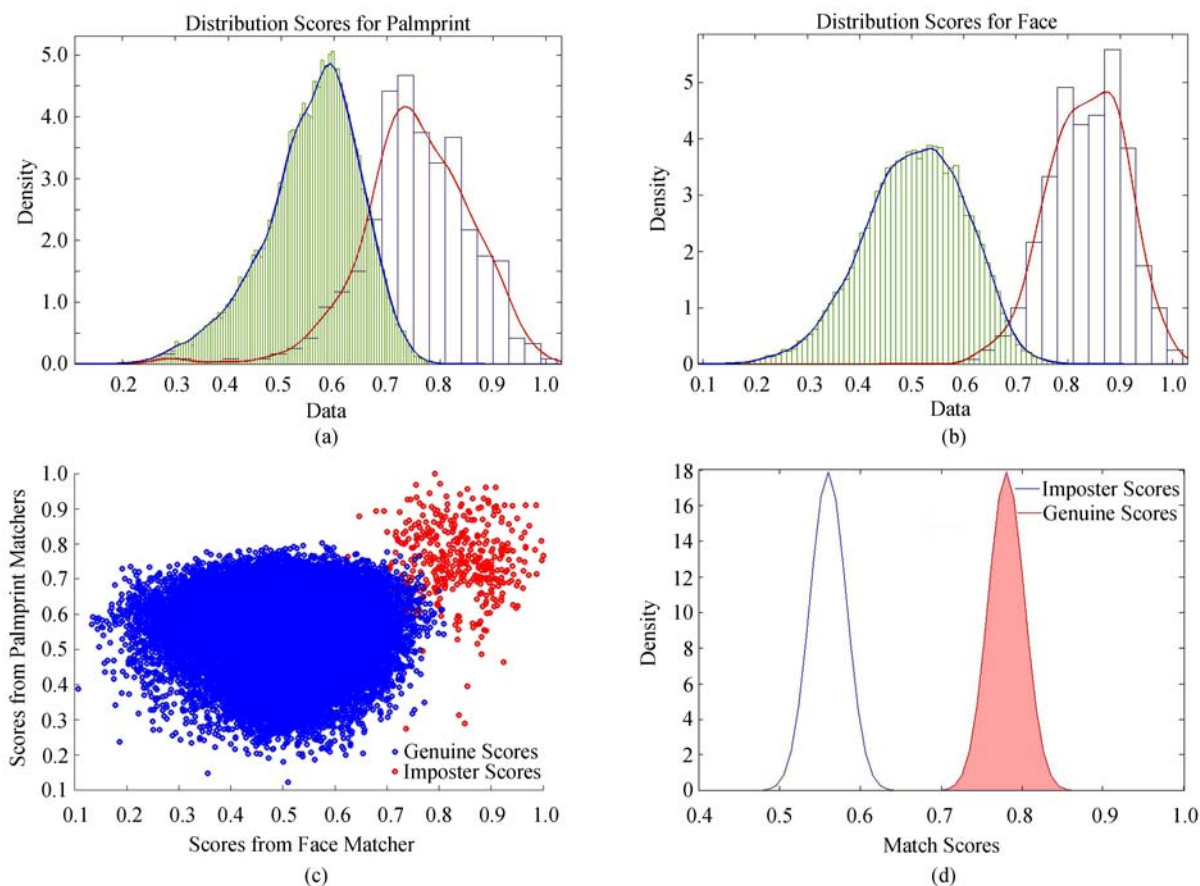 Distribution Scores for Palmprint
5.0
4.0
3.0
2.0
1.0
0.0
Density
0.2 0.3 0.4 0.5 0.6 0.7 0.8 0.9 1.0
Data
(a)
Distribution Scores for Face
5
4
3
2
1
0
Density
0.1 0.2 0.3 0.4 0.5 0.6 0.7 0.8 0.9 1.0
Data
(b)
Scores from Palmprint Matchers
1.0
0.9
0.8
0.7
0.6
0.5
0.4
0.3
0.2
0.1
Genuine Scores
Imposter Scores
0.1 0.2 0.3 0.4 0.5 0.6 0.7 0.8 0.9 1.0
Scores from Face Matcher
(c)
18
16
14
12
10
8
6
4
2
0
Density
Imposter Scores
Genuine Scores
0.4 0.5 0.6 0.7 0.8 0.9 1.0
Match Scores
(d)